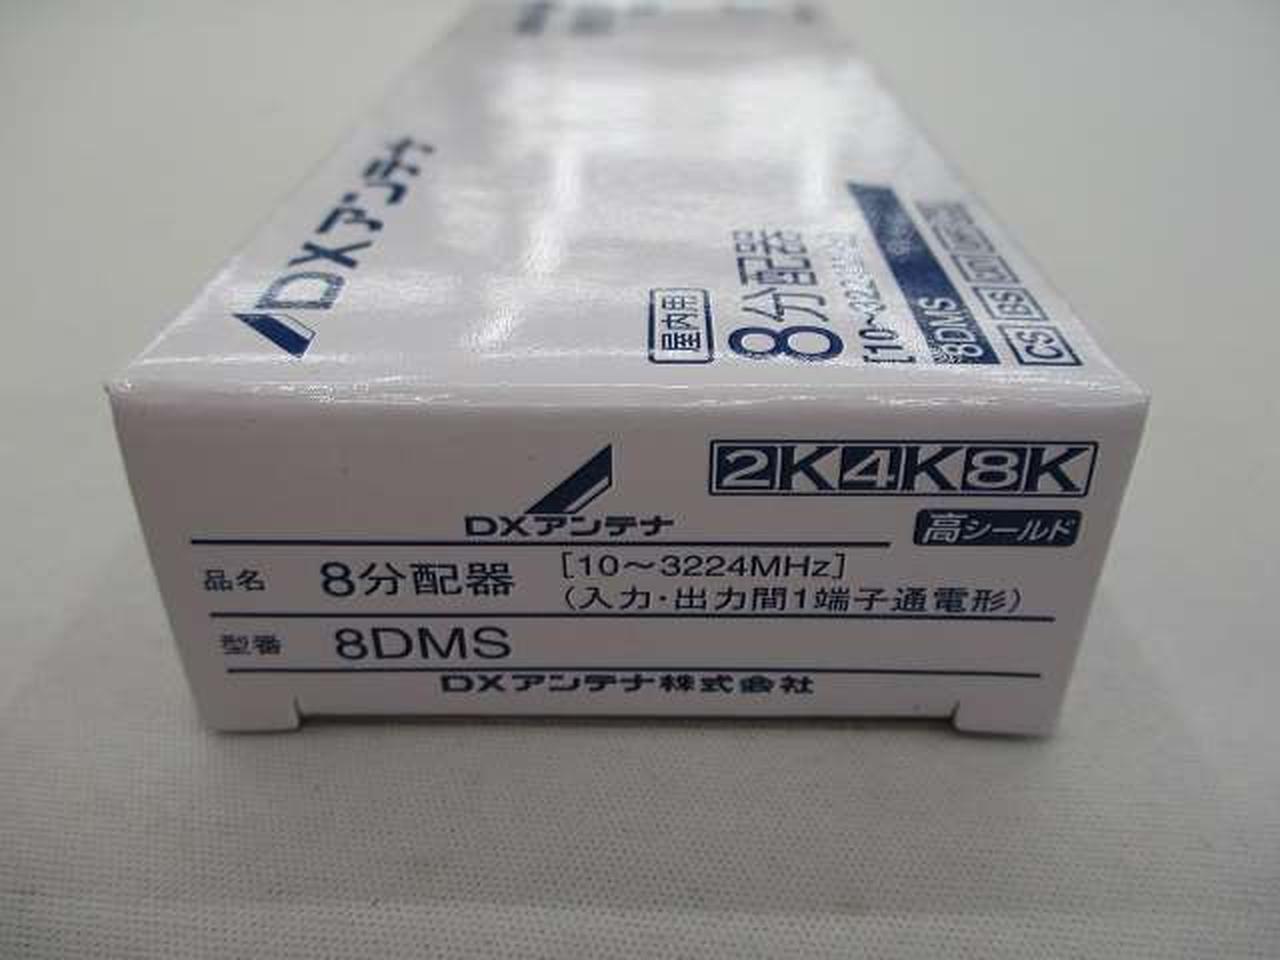 DXアンテナ
屋内用
8分配器
8DMS
CS BS
2K4K8K
DXアンテナ
高シールド
品名 8分配器 [10～3224MHz]
(入力・出力間1端子通電形)
型番 8DMS
DXアンテナ株式会社